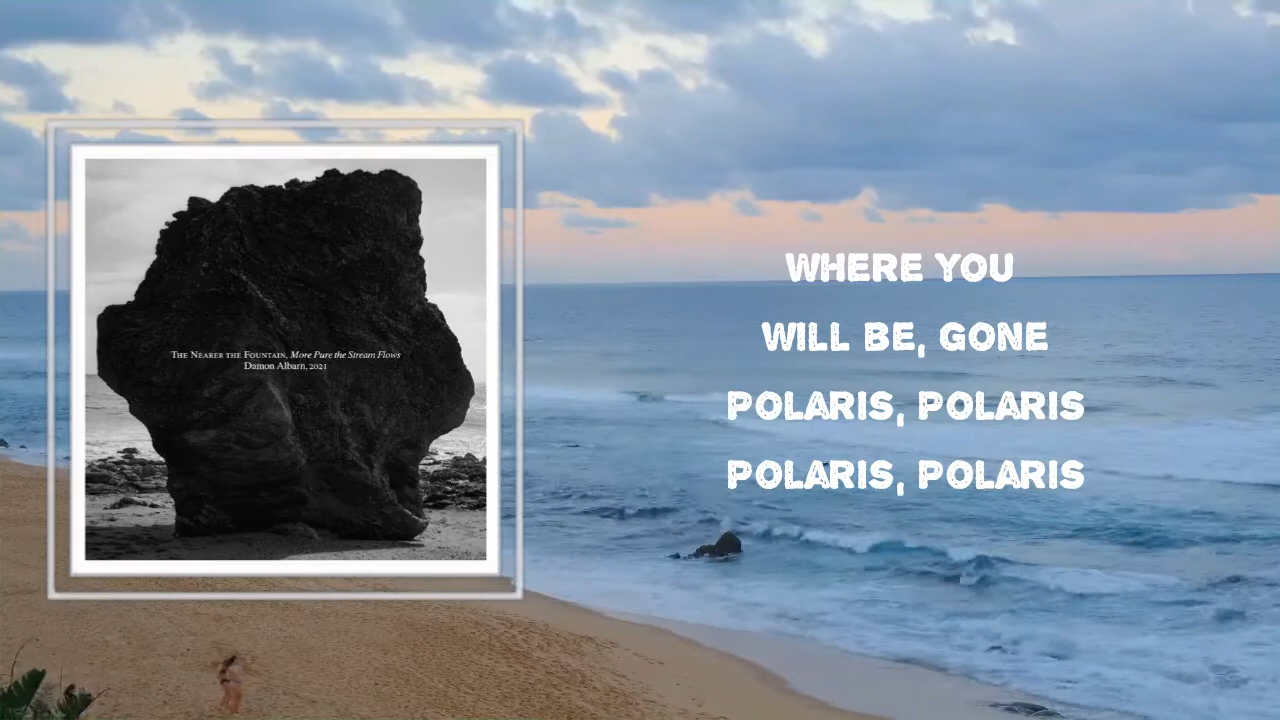 The Nearer the Fountain, More Pure the Stream Flows
Damon Albarn, 2021
WHERE YOU
WILL BE, GONE
POLARIS, POLARIS
POLARIS, POLARIS